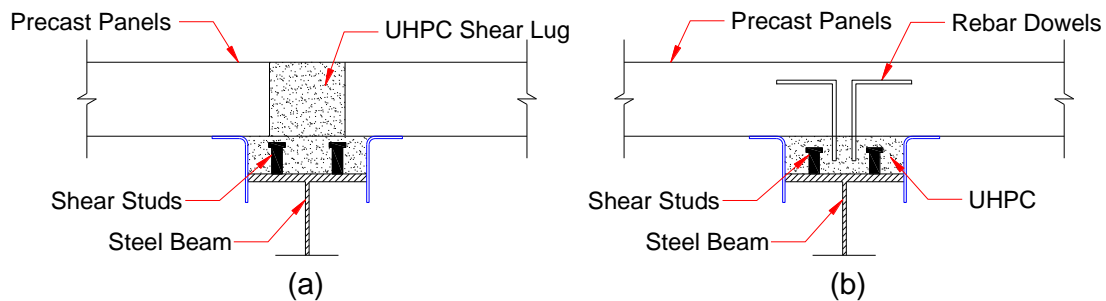 Precast Panels
UHPC Shear Lug
Shear Studs
Steel Beam
(a)
Precast Panels
Rebar Dowels
Shear Studs
UHPC
Steel Beam
(b)